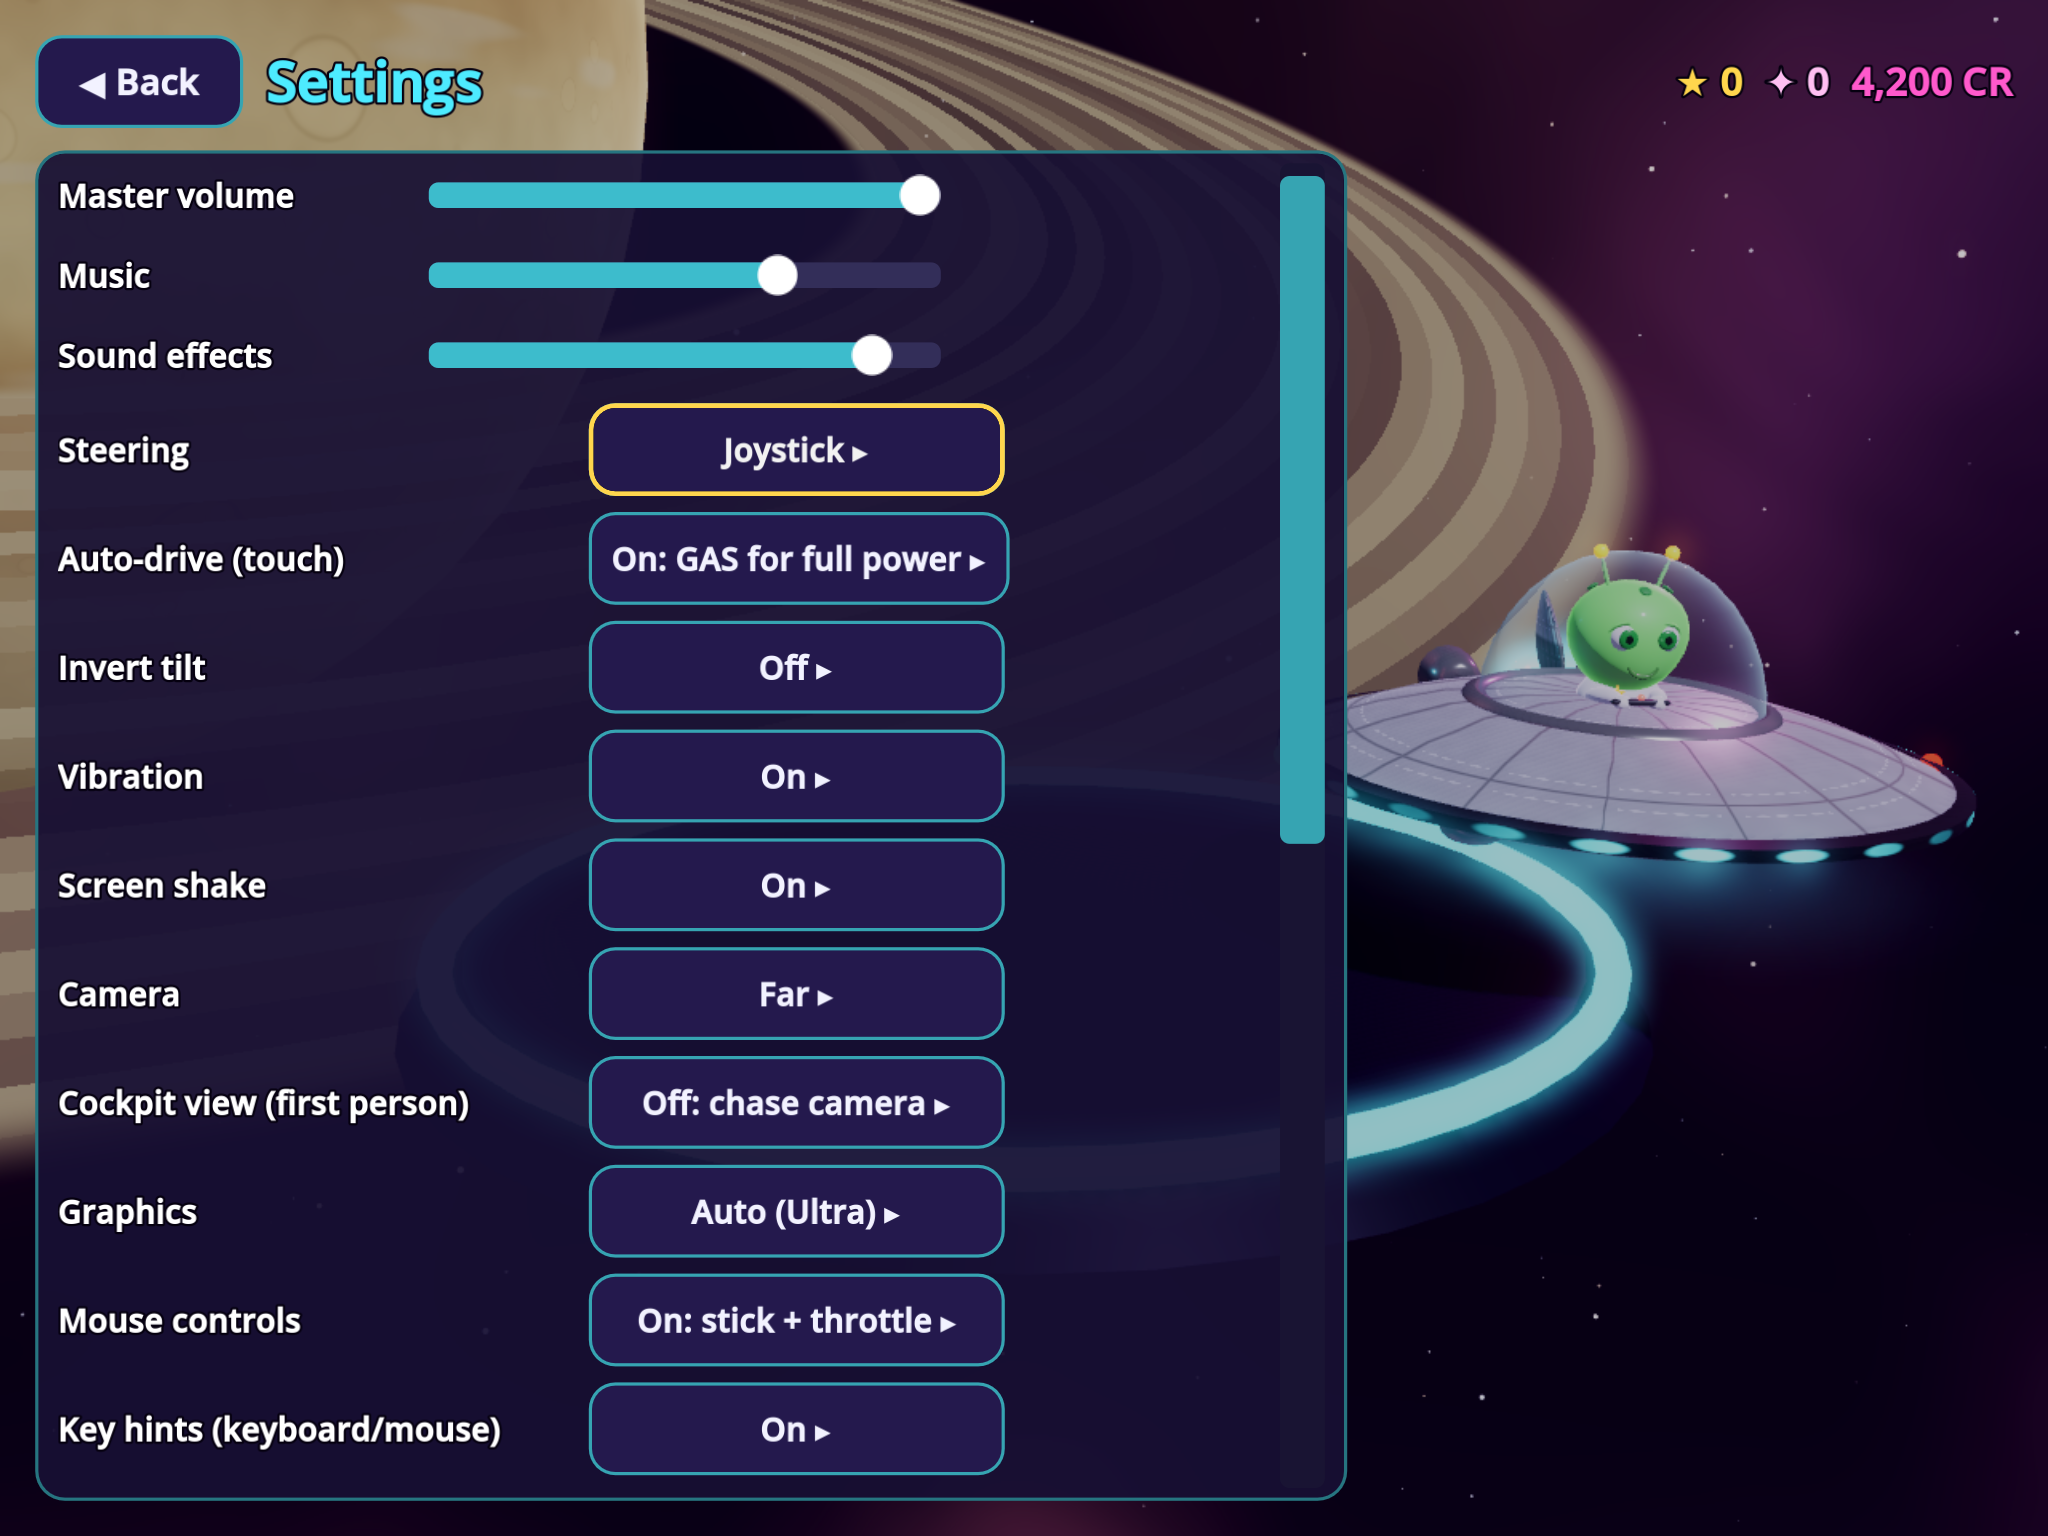 ◀ Back
Settings
★ 0 ✦ 0 4,200 CR
Master volume
Music
Sound effects
Steering
Joystick ▸
Auto-drive (touch)
On: GAS for full power ▸
Invert tilt
Off ▸
Vibration
On ▸
Screen shake
On ▸
Camera
Far ▸
Cockpit view (first person)
Off: chase camera ▸
Graphics
Auto (Ultra) ▸
Mouse controls
On: stick + throttle ▸
Key hints (keyboard/mouse)
On ▸